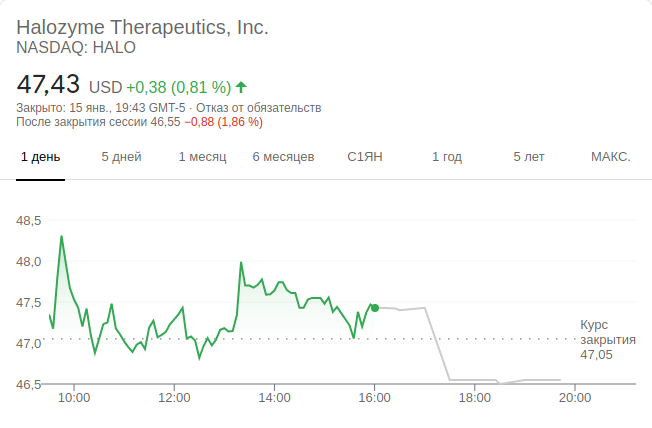 Halozyme Therapeutics, Inc.
NASDAQ: HALO
47,43 USD +0,38 (0,81 %)
Закрыто: 15 янв., 19:43 GMT-5 · Отказ от обязательств
После закрытия сессии 46,55 −0,88 (1,86 %)
1 день 5 дней 1 месяц 6 месяцев С1ЯН 1 год 5 лет МАКС.
48,5
48,0
47,5
Курс
закрытия
47,05
47,0
46,5
10:00 12:00 14:00 16:00 18:00 20:00